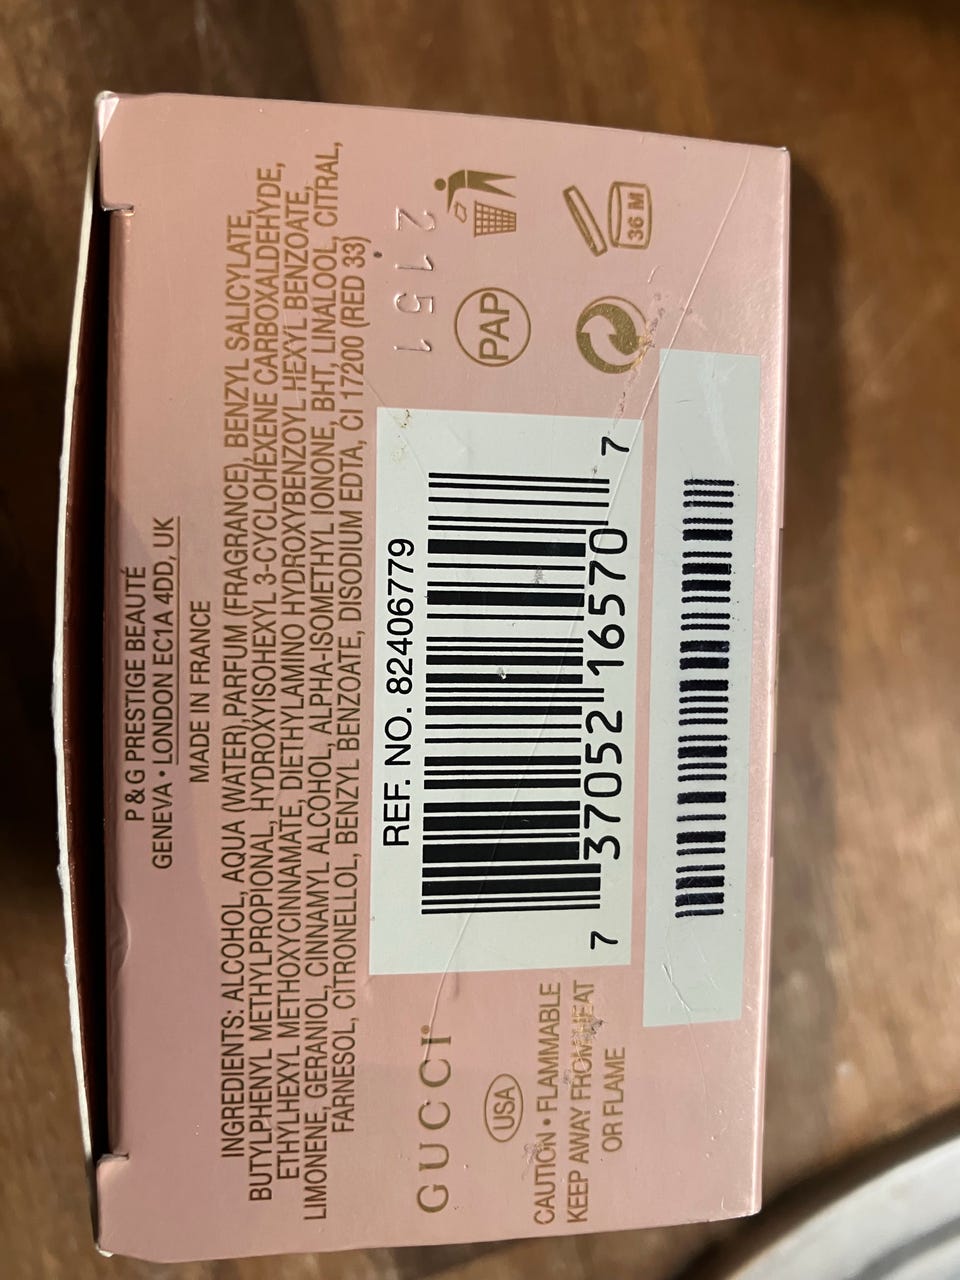 P & G PRESTIGE BEAUTÉ
GENEVA • LONDON EC1A 4DD, UK
MADE IN FRANCE
INGREDIENTS: ALCOHOL, AQUA (WATER), PARFUM (FRAGRANCE), BENZYL SALICYLATE,
BUTYLPHENYL METHYLPROPIONAL, HYDROXYISOHEXYL 3-CYCLOHEXENE CARBOXALDEHYDE,
ETHYLHEXYL METHOXYCINNAMATE, DIETHYLAMINO HYDROXYBENZOYL HEXYL BENZOATE,
LIMONENE, GERANIOL, CINNAMYL ALCOHOL, ALPHA-ISOMETHYL IONONE, BHT, LINALOOL, CITRAL,
FARNESOL, CITRONELLOL, BENZYL BENZOATE, DISODIUM EDTA, CI 17200 (RED 33)
2151
GUCCI
REF. NO. 82406779
PAP
USA
7 37052 16570 7
36 M
CAUTION • FLAMMABLE
KEEP AWAY FROM HEAT
OR FLAME